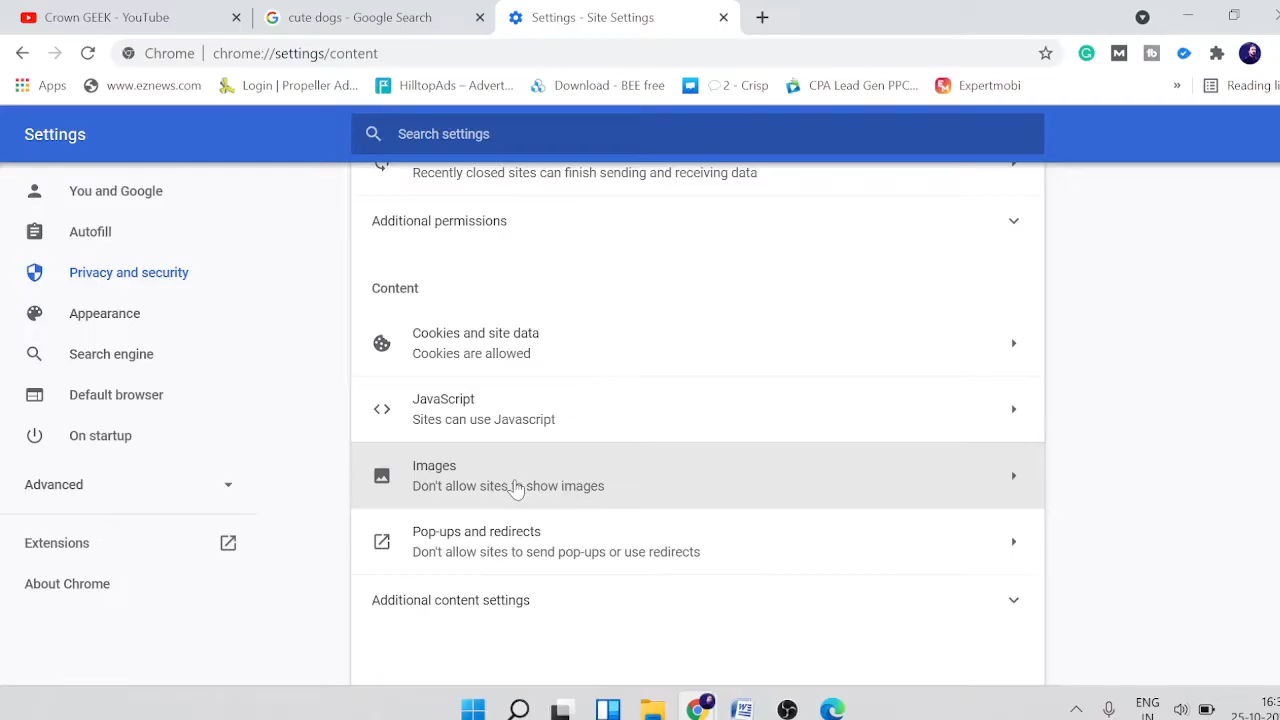 Crown GEEK - YouTube
cute dogs - Google Search
Settings - Site Settings
Chrome | chrome://settings/content
Apps
www.eznews.com
Login | Propeller Ad...
HilltopAds – Advert...
Download - BEE free
2 - Crisp
CPA Lead Gen PPC...
Expertmobi
»
Reading li
Settings
Search settings
You and Google
Autofill
Privacy and security
Appearance
Search engine
Default browser
On startup
Advanced
Extensions
About Chrome
Recently closed sites can finish sending and receiving data
Additional permissions
Content
Cookies and site data
Cookies are allowed
JavaScript
Sites can use Javascript
Images
Don't allow sites to show images
Pop-ups and redirects
Don't allow sites to send pop-ups or use redirects
Additional content settings
ENG
IN
16:
25-10-